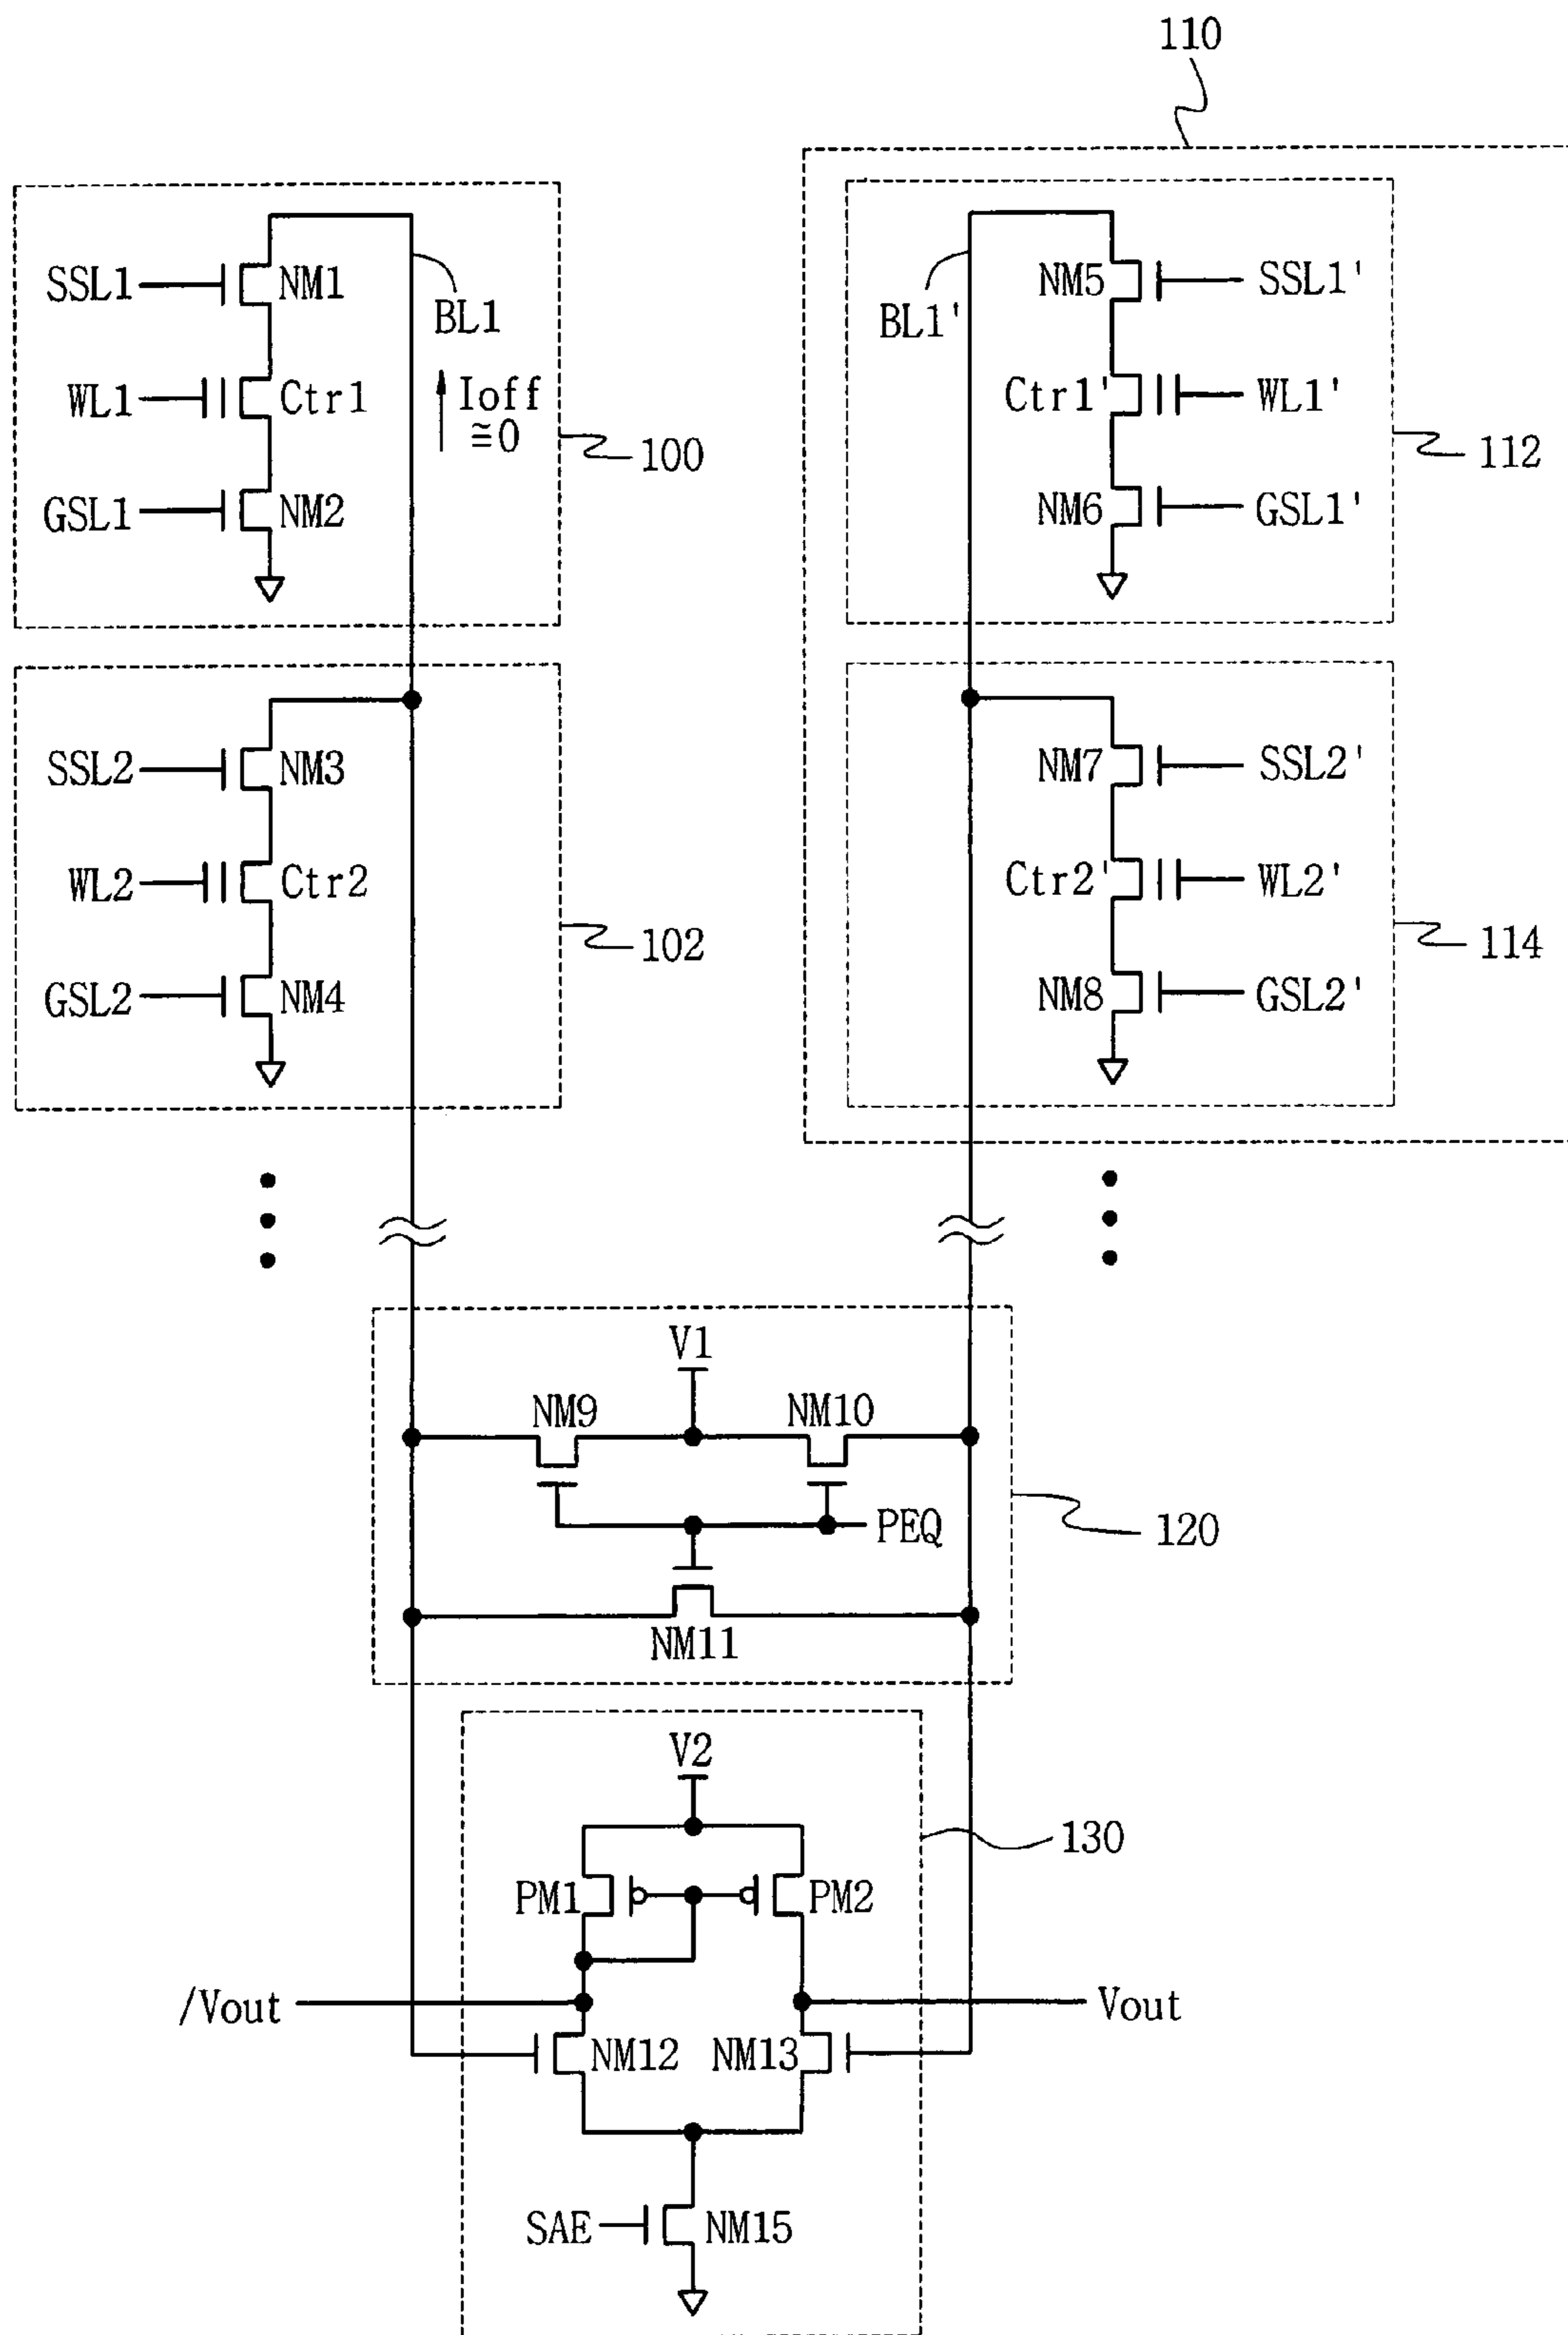 110
SSL1
NM1
BL1
WL1
Ctr1
Ioff
≅0
GSL1
NM2
100
NM5
SSL1'
BL1'
Ctr1'
WL1'
NM6
GSL1'
112
SSL2
NM3
WL2
Ctr2
GSL2
NM4
102
NM7
SSL2'
Ctr2'
WL2'
NM8
GSL2'
114
V1
NM9
NM10
PEQ
NM11
120
V2
PM1
PM2
130
/Vout
Vout
NM12
NM13
SAE
NM15